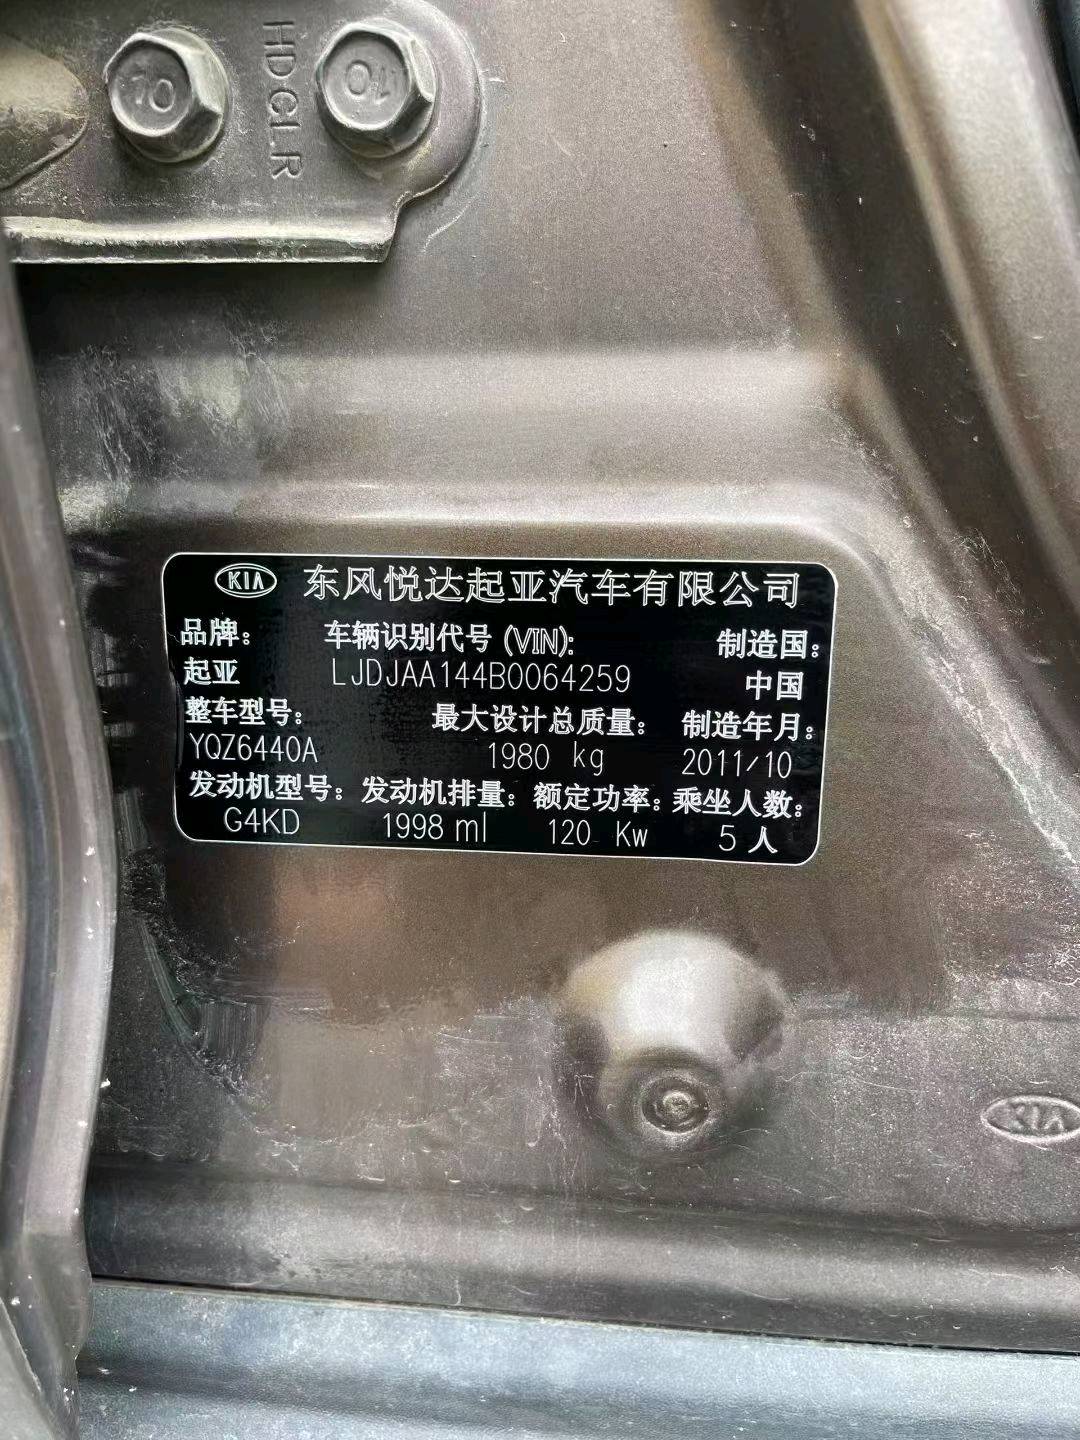 10
HDGLR
10
KIA 东风悦达起亚汽车有限公司
品牌: 车辆识别代号 (VIN): 制造国:
起亚 LJDJAA144B0064259 中国
整车型号: 最大设计总质量: 制造年月:
YQZ6440A 1980 kg 2011/10
发动机型号: 发动机排量: 额定功率: 乘坐人数:
G4KD 1998 ml 120 Kw 5 人
KIA